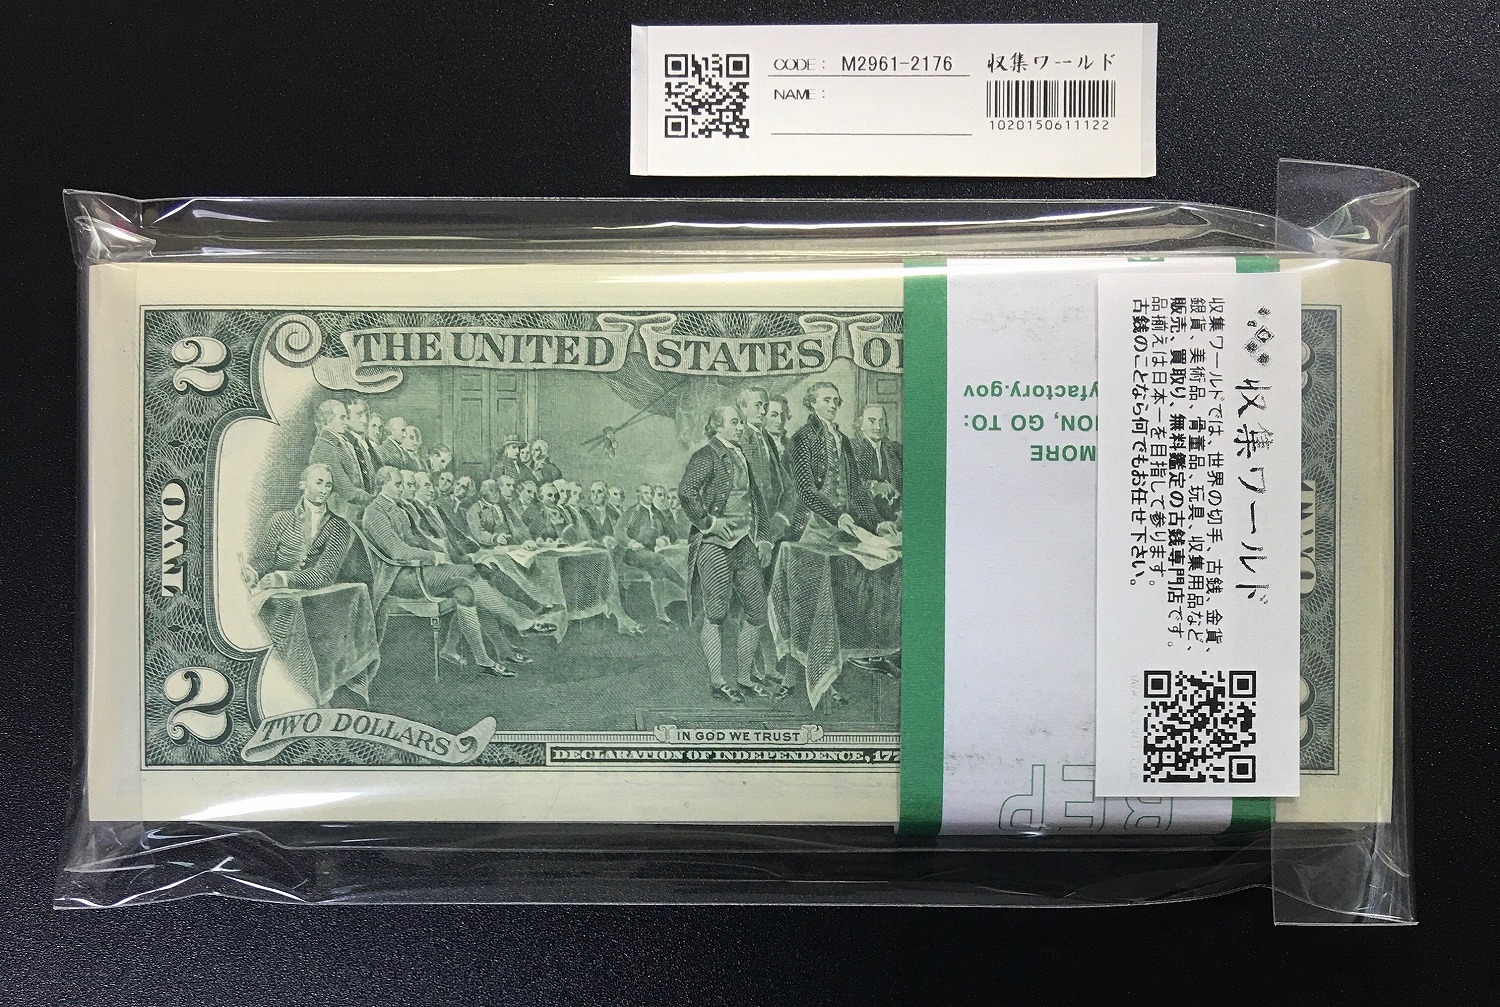 CODE: M2961-2176
NAME:
収集ワールド
1020150611122
2
THE UNITED STATES OF
TWO
2
TWO DOLLARS
IN GOD WE TRUST
DECLARATION OF INDEPENDENCE, 177
MORE
ION, GO TO:
yfactory.gov
収集ワールド
収集ワールドでは、世界の切手、古銭、金貨、
銀貨、美術品、骨董品、玩具、収集用品など、
販売、買取り、無料鑑定の古銭専門店です。
品揃えは日本一を目指して参ります。
古銭のことなら何でもお任せ下さい。
TWO